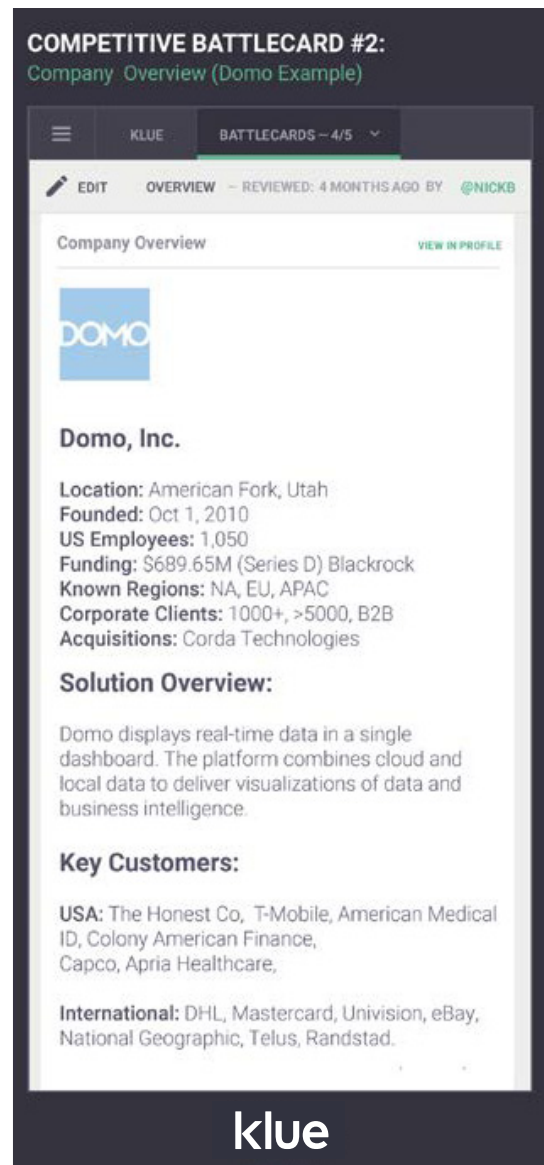 COMPETITIVE BATTLECARD #2:
Company Overview (Domo Example)
KLUE BATTLECARDS – 4/5
EDIT OVERVIEW – REVIEWED: 4 MONTHS AGO BY @NICKB
Company Overview VIEW IN PROFILE
DOMO
Domo, Inc.
Location: American Fork, Utah
Founded: Oct 1, 2010
US Employees: 1,050
Funding: $689.65M (Series D) Blackrock
Known Regions: NA, EU, APAC
Corporate Clients: 1000+, >5000, B2B
Acquisitions: Corda Technologies
Solution Overview:
Domo displays real-time data in a single
dashboard. The platform combines cloud and
local data to deliver visualizations of data and
business intelligence.
Key Customers:
USA: The Honest Co, T-Mobile, American Medical
ID, Colony American Finance,
Capco, Apria Healthcare,
International: DHL, Mastercard, Univision, eBay,
National Geographic, Telus, Randstad.
klue